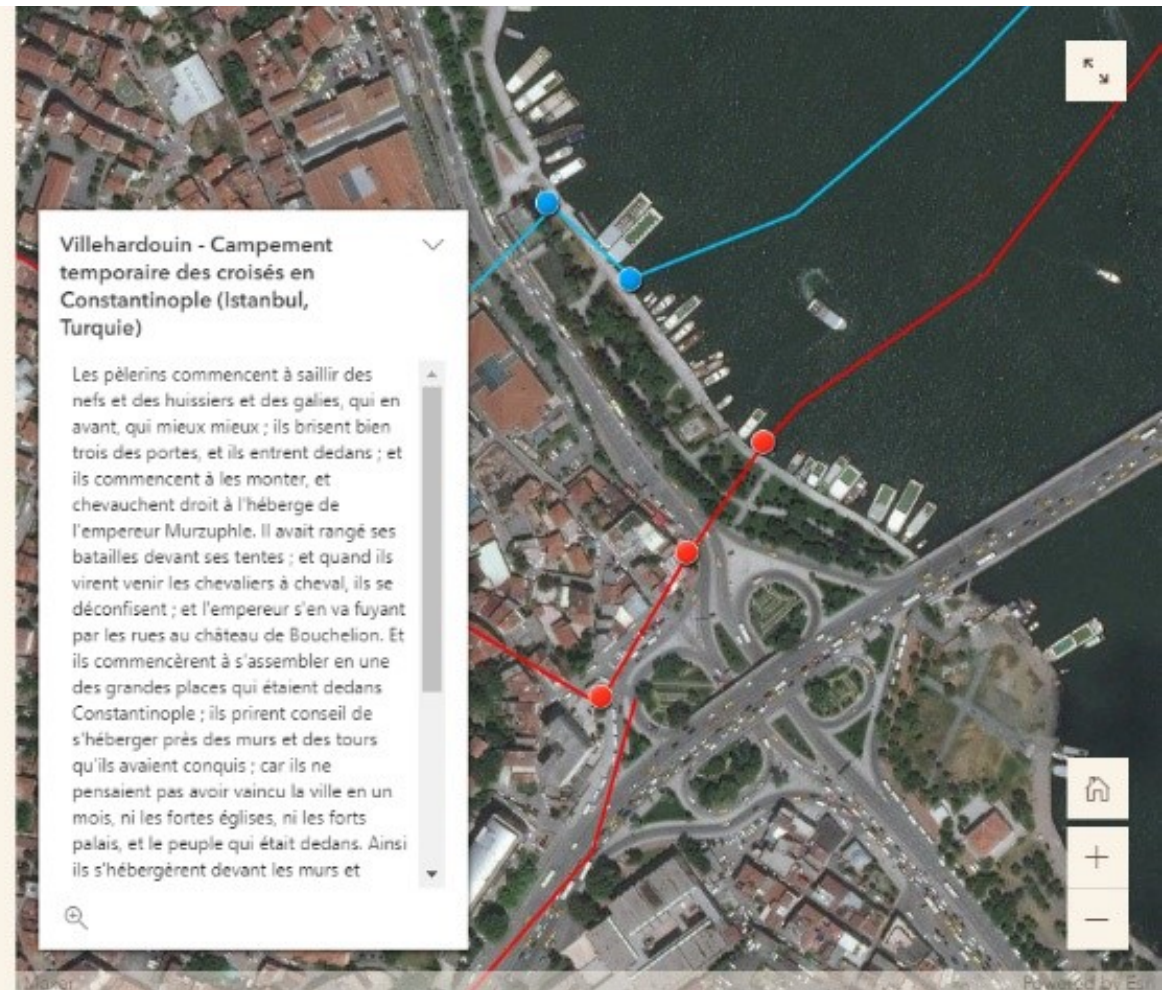 Villehardouin - Campement
temporaire des croisés en
Constantinople (Istanbul,
Turquie)
Les pèlerins commencent à saillir des
nefs et des huissiers et des galies, qui en
avant, qui mieux mieux ; ils brisent bien
trois des portes, et ils entrent dedans ; et
ils commencent à les monter, et
chevauchent droit à l'héberge de
l'empereur Murzuphle. Il avait rangé ses
batailles devant ses tentes ; et quand ils
virent venir les chevaliers à cheval, ils se
déconfisent ; et l'empereur s'en va fuyant
par les rues au château de Bouchelion. Et
ils commencèrent à s'assembler en une
des grandes places qui étaient dedans
Constantinople ; ils prirent conseil de
s'héberger près des murs et des tours
qu'ils avaient conquis ; car ils ne
pensaient pas avoir vaincu la ville en un
mois, ni les fortes églises, ni les forts
palais, et le peuple qui était dedans. Ainsi
ils s'hébergèrent devant les murs et
Maxar
Powered by Esri